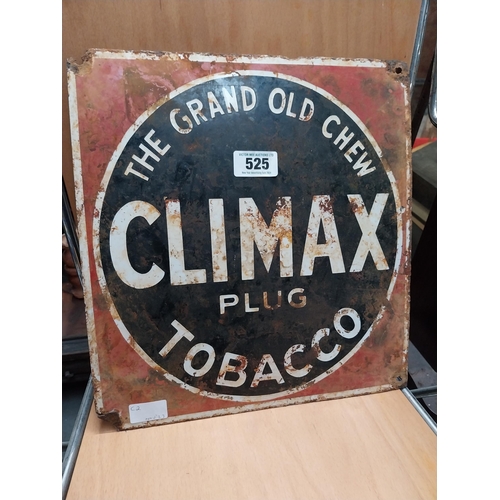 THE GRAND OLD CHEW
525
CLIMAX
PLUG
TOBACCO